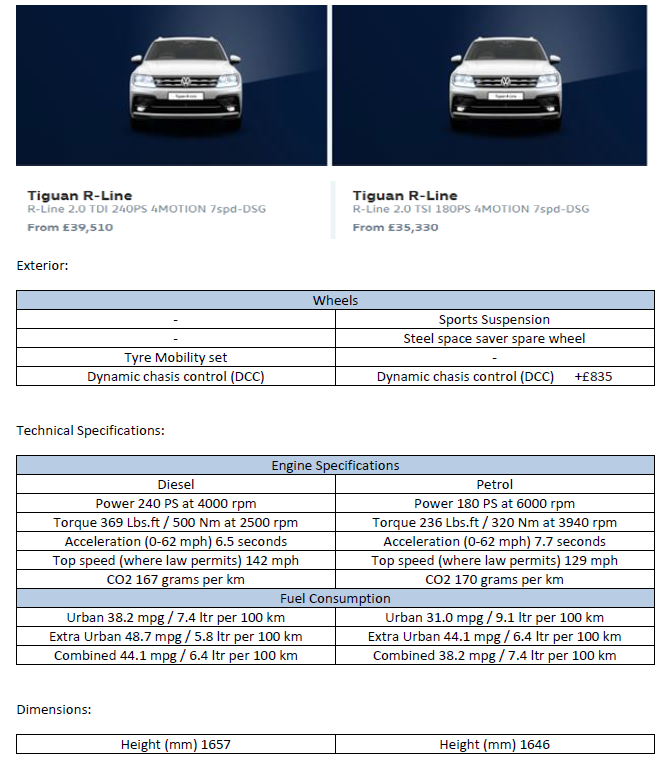 Tiguan R-Line
R-Line 2.0 TDI 240PS 4MOTION 7spd-DSG
From £39,510
Tiguan R-Line
R-Line 2.0 TSI 180PS 4MOTION 7spd-DSG
From £35,330
Exterior:
Wheels
- Sports Suspension
- Steel space saver spare wheel
Tyre Mobility set -
Dynamic chasis control (DCC) Dynamic chasis control (DCC) +£835
Technical Specifications:
Engine Specifications
Diesel Petrol
Power 240 PS at 4000 rpm Power 180 PS at 6000 rpm
Torque 369 Lbs.ft / 500 Nm at 2500 rpm Torque 236 Lbs.ft / 320 Nm at 3940 rpm
Acceleration (0-62 mph) 6.5 seconds Acceleration (0-62 mph) 7.7 seconds
Top speed (where law permits) 142 mph Top speed (where law permits) 129 mph
CO2 167 grams per km CO2 170 grams per km
Fuel Consumption
Urban 38.2 mpg / 7.4 ltr per 100 km Urban 31.0 mpg / 9.1 ltr per 100 km
Extra Urban 48.7 mpg / 5.8 ltr per 100 km Extra Urban 44.1 mpg / 6.4 ltr per 100 km
Combined 44.1 mpg / 6.4 ltr per 100 km Combined 38.2 mpg / 7.4 ltr per 100 km
Dimensions:
Height (mm) 1657 Height (mm) 1646